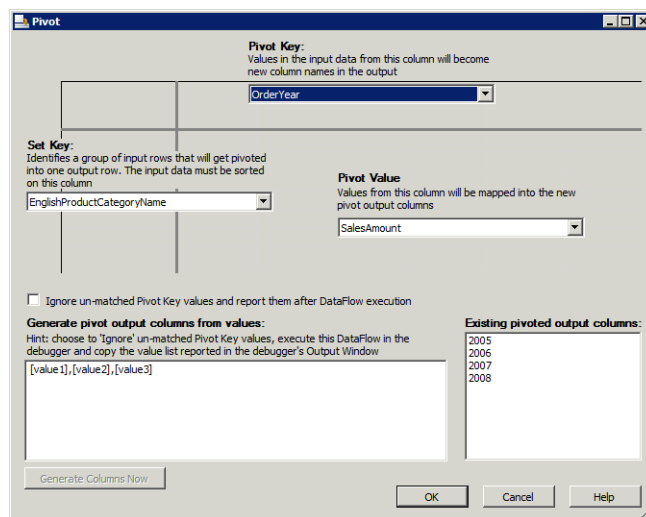 Pivot
Pivot Key:
Values in the input data from this column will become
new column names in the output
OrderYear
Set Key:
Identifies a group of input rows that will get pivoted
into one output row. The input data must be sorted
on this column
EnglishProductCategoryName
Pivot Value
Values from this column will be mapped into the new
pivot output columns
SalesAmount
Ignore un-matched Pivot Key values and report them after DataFlow execution
Generate pivot output columns from values:
Hint: choose to 'Ignore' un-matched Pivot Key values, execute this DataFlow in the
debugger and copy the value list reported in the debugger's Output Window
[value1],[value2],[value3]
Existing pivoted output columns:
2005
2006
2007
2008
Generate Columns Now
OK
Cancel
Help